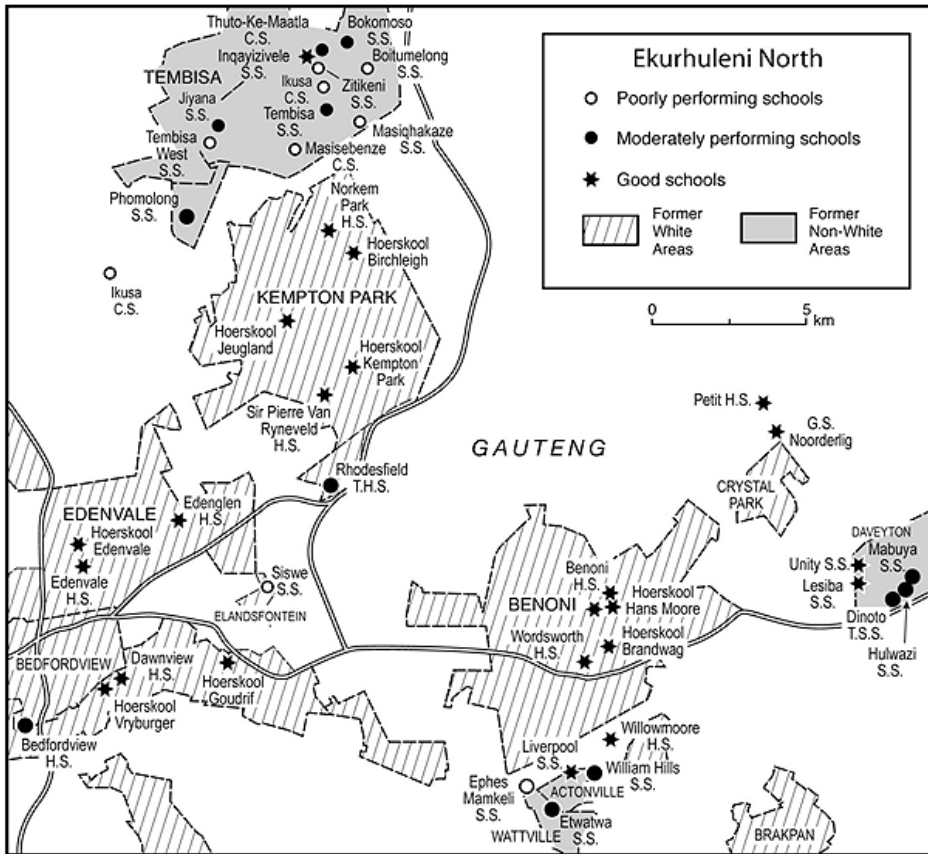 Thuto-Ke-Maatla
C.S.
Bokomoso
S.S.
Inqayizivele
S.S.
Boitumelong
S.S.
TEMBISA
Ikusa
C.S.
Zitikeni
S.S.
Jiyana
S.S.
Tembisa
S.S.
Masiqhakaze
S.S.
Tembisa
West
S.S.
Masisebenze
C.S.
Phomolong
S.S.
Norkem
Park
H.S.
Hoerskool
Birchleigh
Ikusa
C.S.
KEMPTON PARK
Hoerskool
Jeugland
Hoerskool
Kempton
Park
Sir Pierre Van
Ryneveld
H.S.
Ekurhuleni North
Poorly performing schools
Moderately performing schools
Good schools
Former
White
Areas
Former
Non-White
Areas
0
5
km
Petit H.S.
G.S.
Noorderlig
GAUTENG
CRYSTAL
PARK
Rhodesfield
T.H.S.
Edenglen
H.S.
EDENVALE
Hoerskool
Edenvale
Edenvale
H.S.
Siswe
S.S.
ELANDSFONTEIN
DAVEYTON
Mabuya
S.S.
Unity S.S.
Lesiba
S.S.
Dinoto
T.S.S.
Hulwazi
S.S.
Benoni
H.S.
BENONI
Hoerskool
Hans Moore
Wordsworth
H.S.
Hoerskool
Brandwag
BEDFORDVIEW
Dawnview
H.S.
Hoerskool
Goudrif
Hoerskool
Vryburger
Bedfordview
H.S.
Willowmoore
H.S.
Liverpool
S.S.
William Hills
S.S.
Ephes
Mamkeli
S.S.
ACTONVILLE
Etwatwa
S.S.
WATTVILLE
BRAKPAN